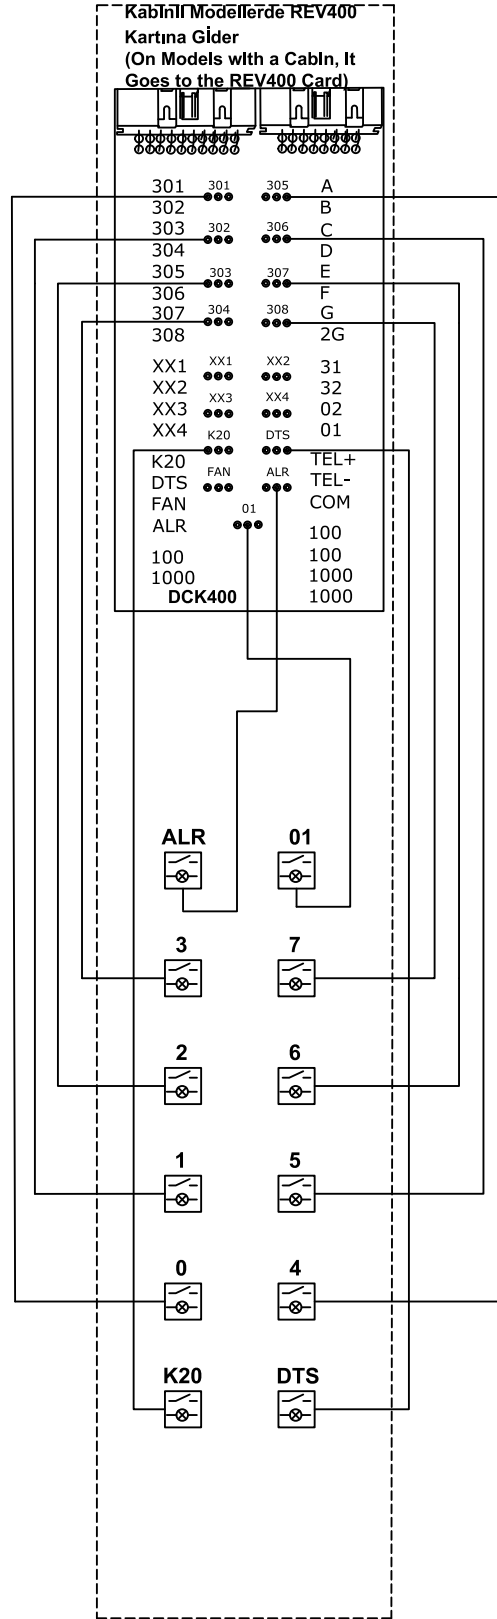 Kabinli Modellerde REV400
Kartına Gider
(On Models with a Cabin, It
Goes to the REV400 Card)
301 301 305 A
302 B
303 302 306 C
304 D
305 303 307 E
306 F
307 304 308 G
308 2G
XX1 XX1 XX2 31
XX2 32
XX3 XX3 XX4 02
XX4 01
K20 DTS
K20 TEL+
DTS FAN ALR TEL-
FAN COM
01
ALR 100
100 100
1000 1000
DCK400 1000
ALR 01
3 7
2 6
1 5
0 4
K20 DTS